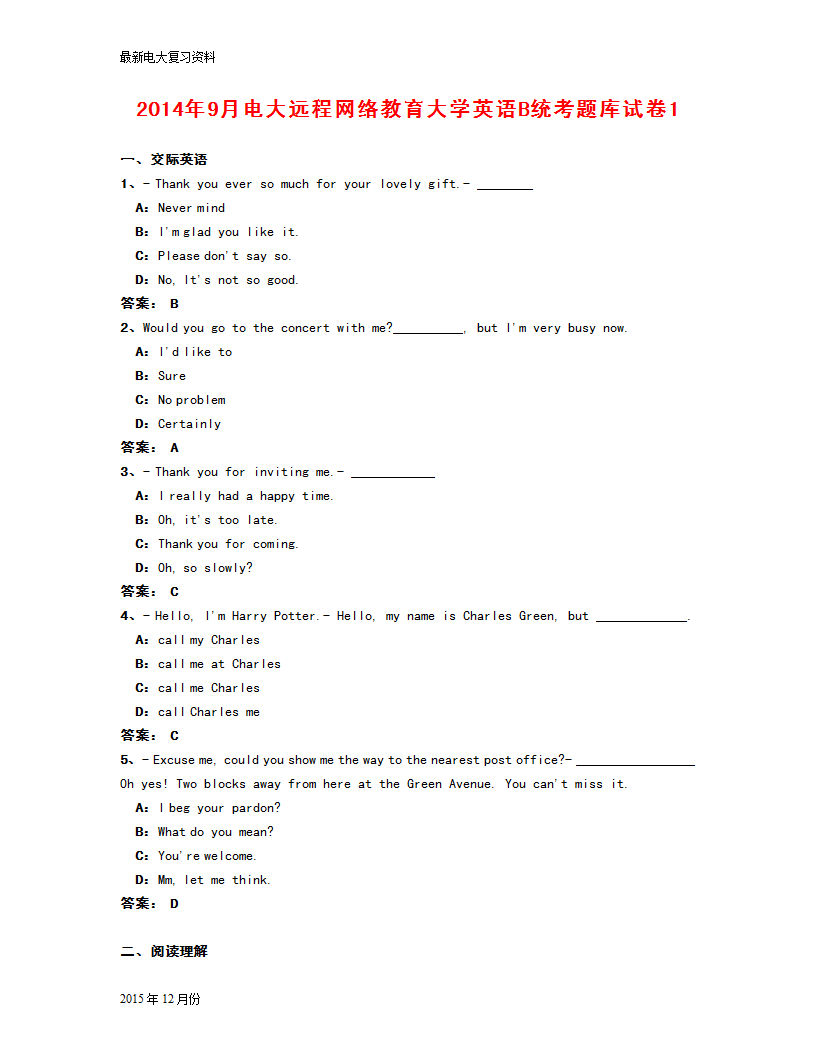 最新电大复习资料
2014年9月电大远程网络教育大学英语B统考题库试卷1
一、交际英语
1、- Thank you ever so much for your lovely gift.- ________
A：Never mind
B：I'm glad you like it.
C：Please don't say so.
D：No, It's not so good.
答案： B
2、Would you go to the concert with me?__________, but I'm very busy now.
A：I'd like to
B：Sure
C：No problem
D：Certainly
答案： A
3、- Thank you for inviting me.- ____________
A：I really had a happy time.
B：Oh, it's too late.
C：Thank you for coming.
D：Oh, so slowly?
答案： C
4、- Hello, I'm Harry Potter.- Hello, my name is Charles Green, but _____________.
A：call my Charles
B：call me at Charles
C：call me Charles
D：call Charles me
答案： C
5、- Excuse me, could you show me the way to the nearest post office?- _________________
Oh yes! Two blocks away from here at the Green Avenue. You can't miss it.
A：I beg your pardon?
B：What do you mean?
C：You're welcome.
D：Mm, let me think.
答案： D
二、阅读理解
2015 年 12 月份